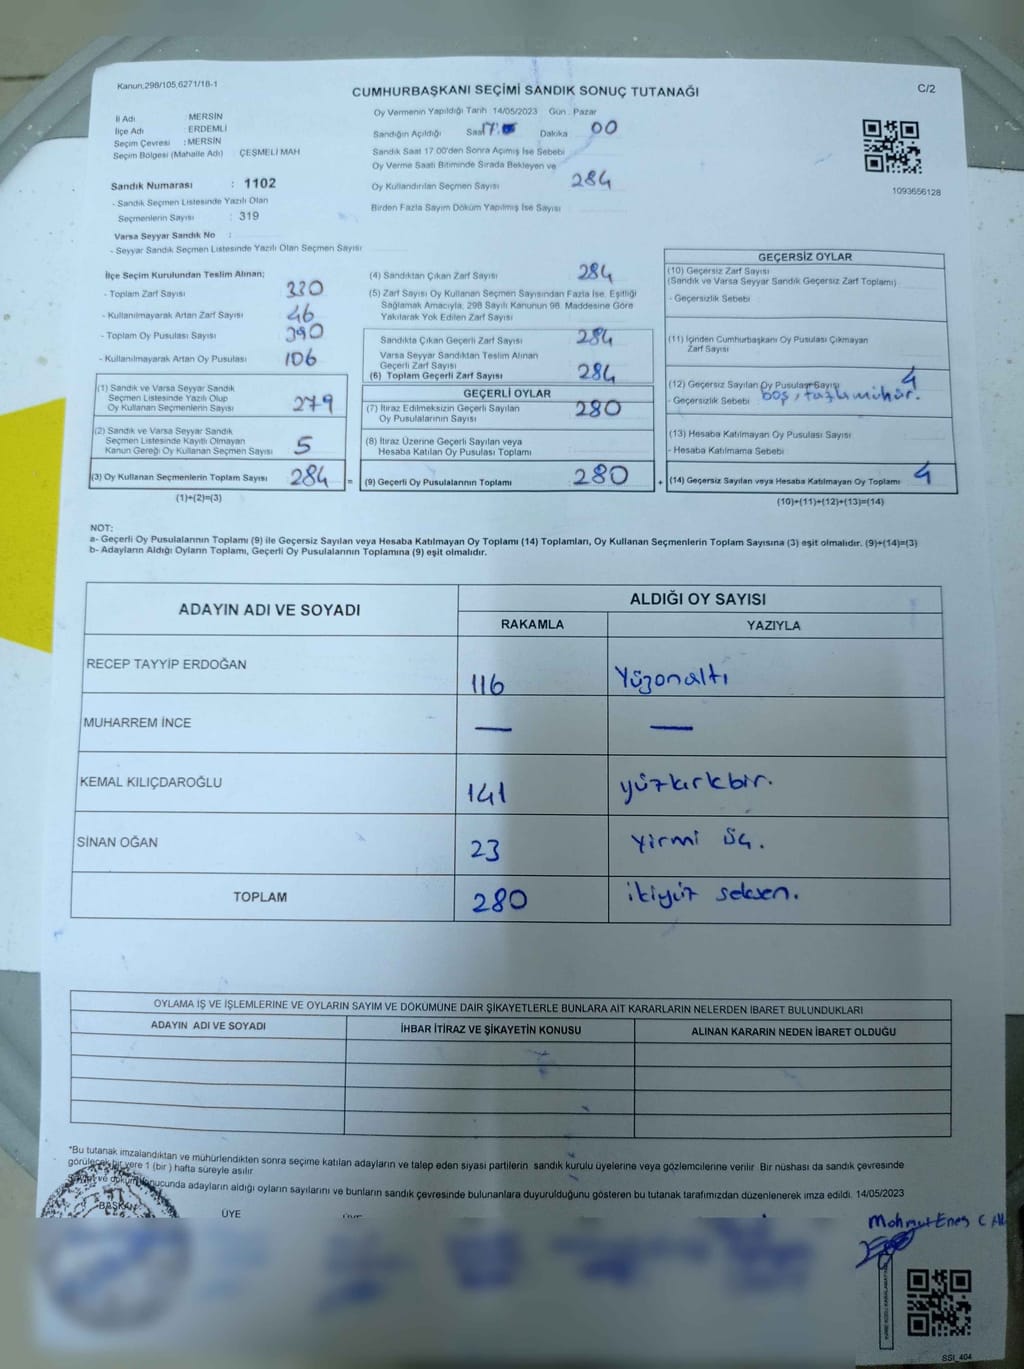 Kanun:298/105,6271/18-1
CUMHURBAŞKANI SEÇİMİ SANDIK SONUÇ TUTANAĞI
C/2
İl Adı : MERSİN
İlçe Adı : ERDEMLİ
Seçim Çevresi : MERSİN
Seçim Bölgesi (Mahalle Adı) ÇEŞMELİ MAH
Sandık Numarası : 1102
- Sandık Seçmen Listesinde Yazılı Olan
Seçmenlerin Sayısı : 319
Varsa Seyyar Sandık No :
- Seyyar Sandık Seçmen Listesinde Yazılı Olan Seçmen Sayısı
Oy Vermenin Yapıldığı Tarih 14/05/2023 Gün : Pazar
Sandığın Açıldığı Saat 17: Dakika 00
Sandık Saat 17.00'den Sonra Açılmış İse Sebebi
Oy Verme Saati Bitiminde Sırada Bekleyen ve
Oy Kullandırılan Seçmen Sayısı 284
Birden Fazla Sayım Döküm Yapılmış İse Sayısı
1093656128
İlçe Seçim Kurulundan Teslim Alınan;
- Toplam Zarf Sayısı 330
- Kullanılmayarak Artan Zarf Sayısı 46
- Toplam Oy Pusulası Sayısı 390
- Kullanılmayarak Artan Oy Pusulası 106
(1) Sandık ve Varsa Seyyar Sandık
Seçmen Listesinde Yazılı Olup
Oy Kullanan Seçmenlerin Sayısı 279
(2) Sandık ve Varsa Seyyar Sandık
Seçmen Listesinde Kayıtlı Olmayan
Kanun Gereği Oy Kullanan Seçmen Sayısı 5
(3) Oy Kullanan Seçmenlerin Toplam Sayısı 284 =
(1)+(2)=(3)
(4) Sandıktan Çıkan Zarf Sayısı 284
(5) Zarf Sayısı Oy Kullanan Seçmen Sayısından Fazla İse, Eşitliği
Sağlamak Amacıyla, 298 Sayılı Kanunun 98. Maddesine Göre
Yakılarak Yok Edilen Zarf Sayısı
Sandıkta Çıkan Geçerli Zarf Sayısı 284
Varsa Seyyar Sandıktan Teslim Alınan
Geçerli Zarf Sayısı
(6) Toplam Geçerli Zarf Sayısı 284
GEÇERLİ OYLAR
(7) İtiraz Edilmeksizin Geçerli Sayılan
Oy Pusulalarının Sayısı 280
(8) İtiraz Üzerine Geçerli Sayılan veya
Hesaba Katılan Oy Pusulası Toplamı
(9) Geçerli Oy Pusulalarının Toplamı 280 +
GEÇERSİZ OYLAR
(10) Geçersiz Zarf Sayısı
(Sandık ve Varsa Seyyar Sandık Geçersiz Zarf Toplamı)
- Geçersizlik Sebebi
(11) İçinden Cumhurbaşkanı Oy Pusulası Çıkmayan
Zarf Sayısı
(12) Geçersiz Sayılan Oy Pusulası Sayısı 4
- Geçersizlik Sebebi boş, fazla mühür.
(13) Hesaba Katılmayan Oy Pusulası Sayısı
- Hesaba Katılmama Sebebi
(14) Geçersiz Sayılan veya Hesaba Katılmayan Oy Toplamı 4
(10)+(11)+(12)+(13)=(14)
NOT:
a- Geçerli Oy Pusulalarının Toplamı (9) ile Geçersiz Sayılan veya Hesaba Katılmayan Oy Toplamı (14) Toplamları, Oy Kullanan Seçmenlerin Toplam Sayısına (3) eşit olmalıdır. (9)+(14)=(3)
b- Adayların Aldığı Oyların Toplamı, Geçerli Oy Pusulalarının Toplamına (9) eşit olmalıdır.
ADAYIN ADI VE SOYADI ALDIĞI OY SAYISI
RAKAMLA YAZIYLA
RECEP TAYYİP ERDOĞAN 116 Yüzonaltı
MUHARREM İNCE — —
KEMAL KILIÇDAROĞLU 141 yüzkırkbir.
SİNAN OĞAN 23 Yirmi üç.
TOPLAM 280 ikiyüz seksen.
OYLAMA İŞ VE İŞLEMLERİNE VE OYLARIN SAYIM VE DÖKÜMÜNE DAİR ŞİKAYETLERLE BUNLARA AİT KARARLARIN NELERDEN İBARET BULUNDUKLARI
ADAYIN ADI VE SOYADI İHBAR İTİRAZ VE ŞİKAYETİN KONUSU ALINAN KARARIN NEDEN İBARET OLDUĞU
*Bu tutanak imzalandıktan ve mühürlendikten sonra seçime katılan adayların ve talep eden siyasi partilerin sandık kurulu üyelerine veya gözlemcilerine verilir. Bir nüshası da sandık çevresinde
görülecek bir yere 1 (bir ) hafta süreyle asılır
ve döküm sonucunda adayların aldığı oyların sayılarını ve bunların sandık çevresinde bulunanlara duyurulduğunu gösteren bu tutanak tarafımızdan düzenlenerek imza edildi. 14/05/2023
BAŞKAN ÜYE
Mahmut Enes
SSI 404